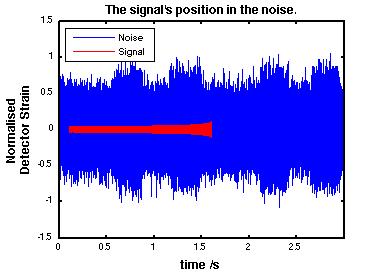 The signal's position in the noise.
Noise
Signal
Normalised
Detector Strain
1.5
1
0.5
0
-0.5
-1
-1.5
0
0.5
1
1.5
2
2.5
time /s